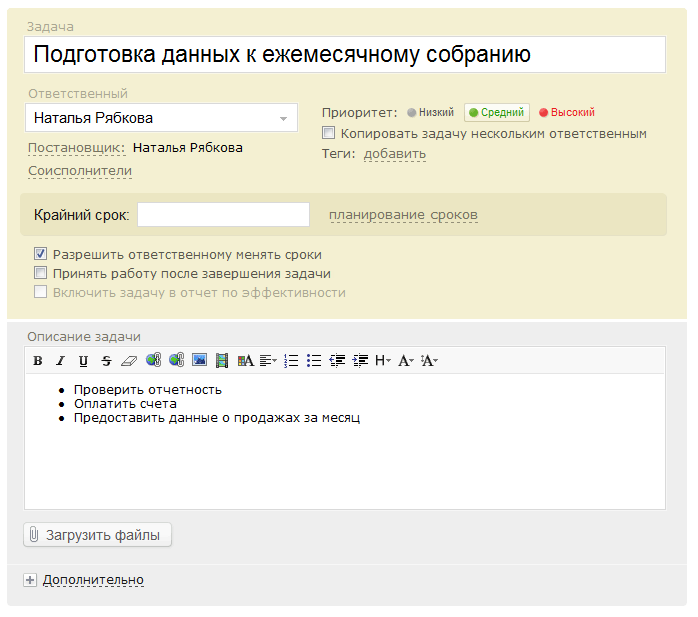 Задача
Подготовка данных к ежемесячному собранию
Ответственный
Наталья Рябкова
Приоритет: Низкий Средний Высокий
Копировать задачу нескольким ответственным
Постановщик: Наталья Рябкова
Теги: добавить
Соисполнители
Крайний срок: планирование сроков
Разрешить ответственному менять сроки
Принять работу после завершения задачи
Включить задачу в отчет по эффективности
Описание задачи
B I U S A H A A
Проверить отчетность
Оплатить счета
Предоставить данные о продажах за месяц
Загрузить файлы
Дополнительно